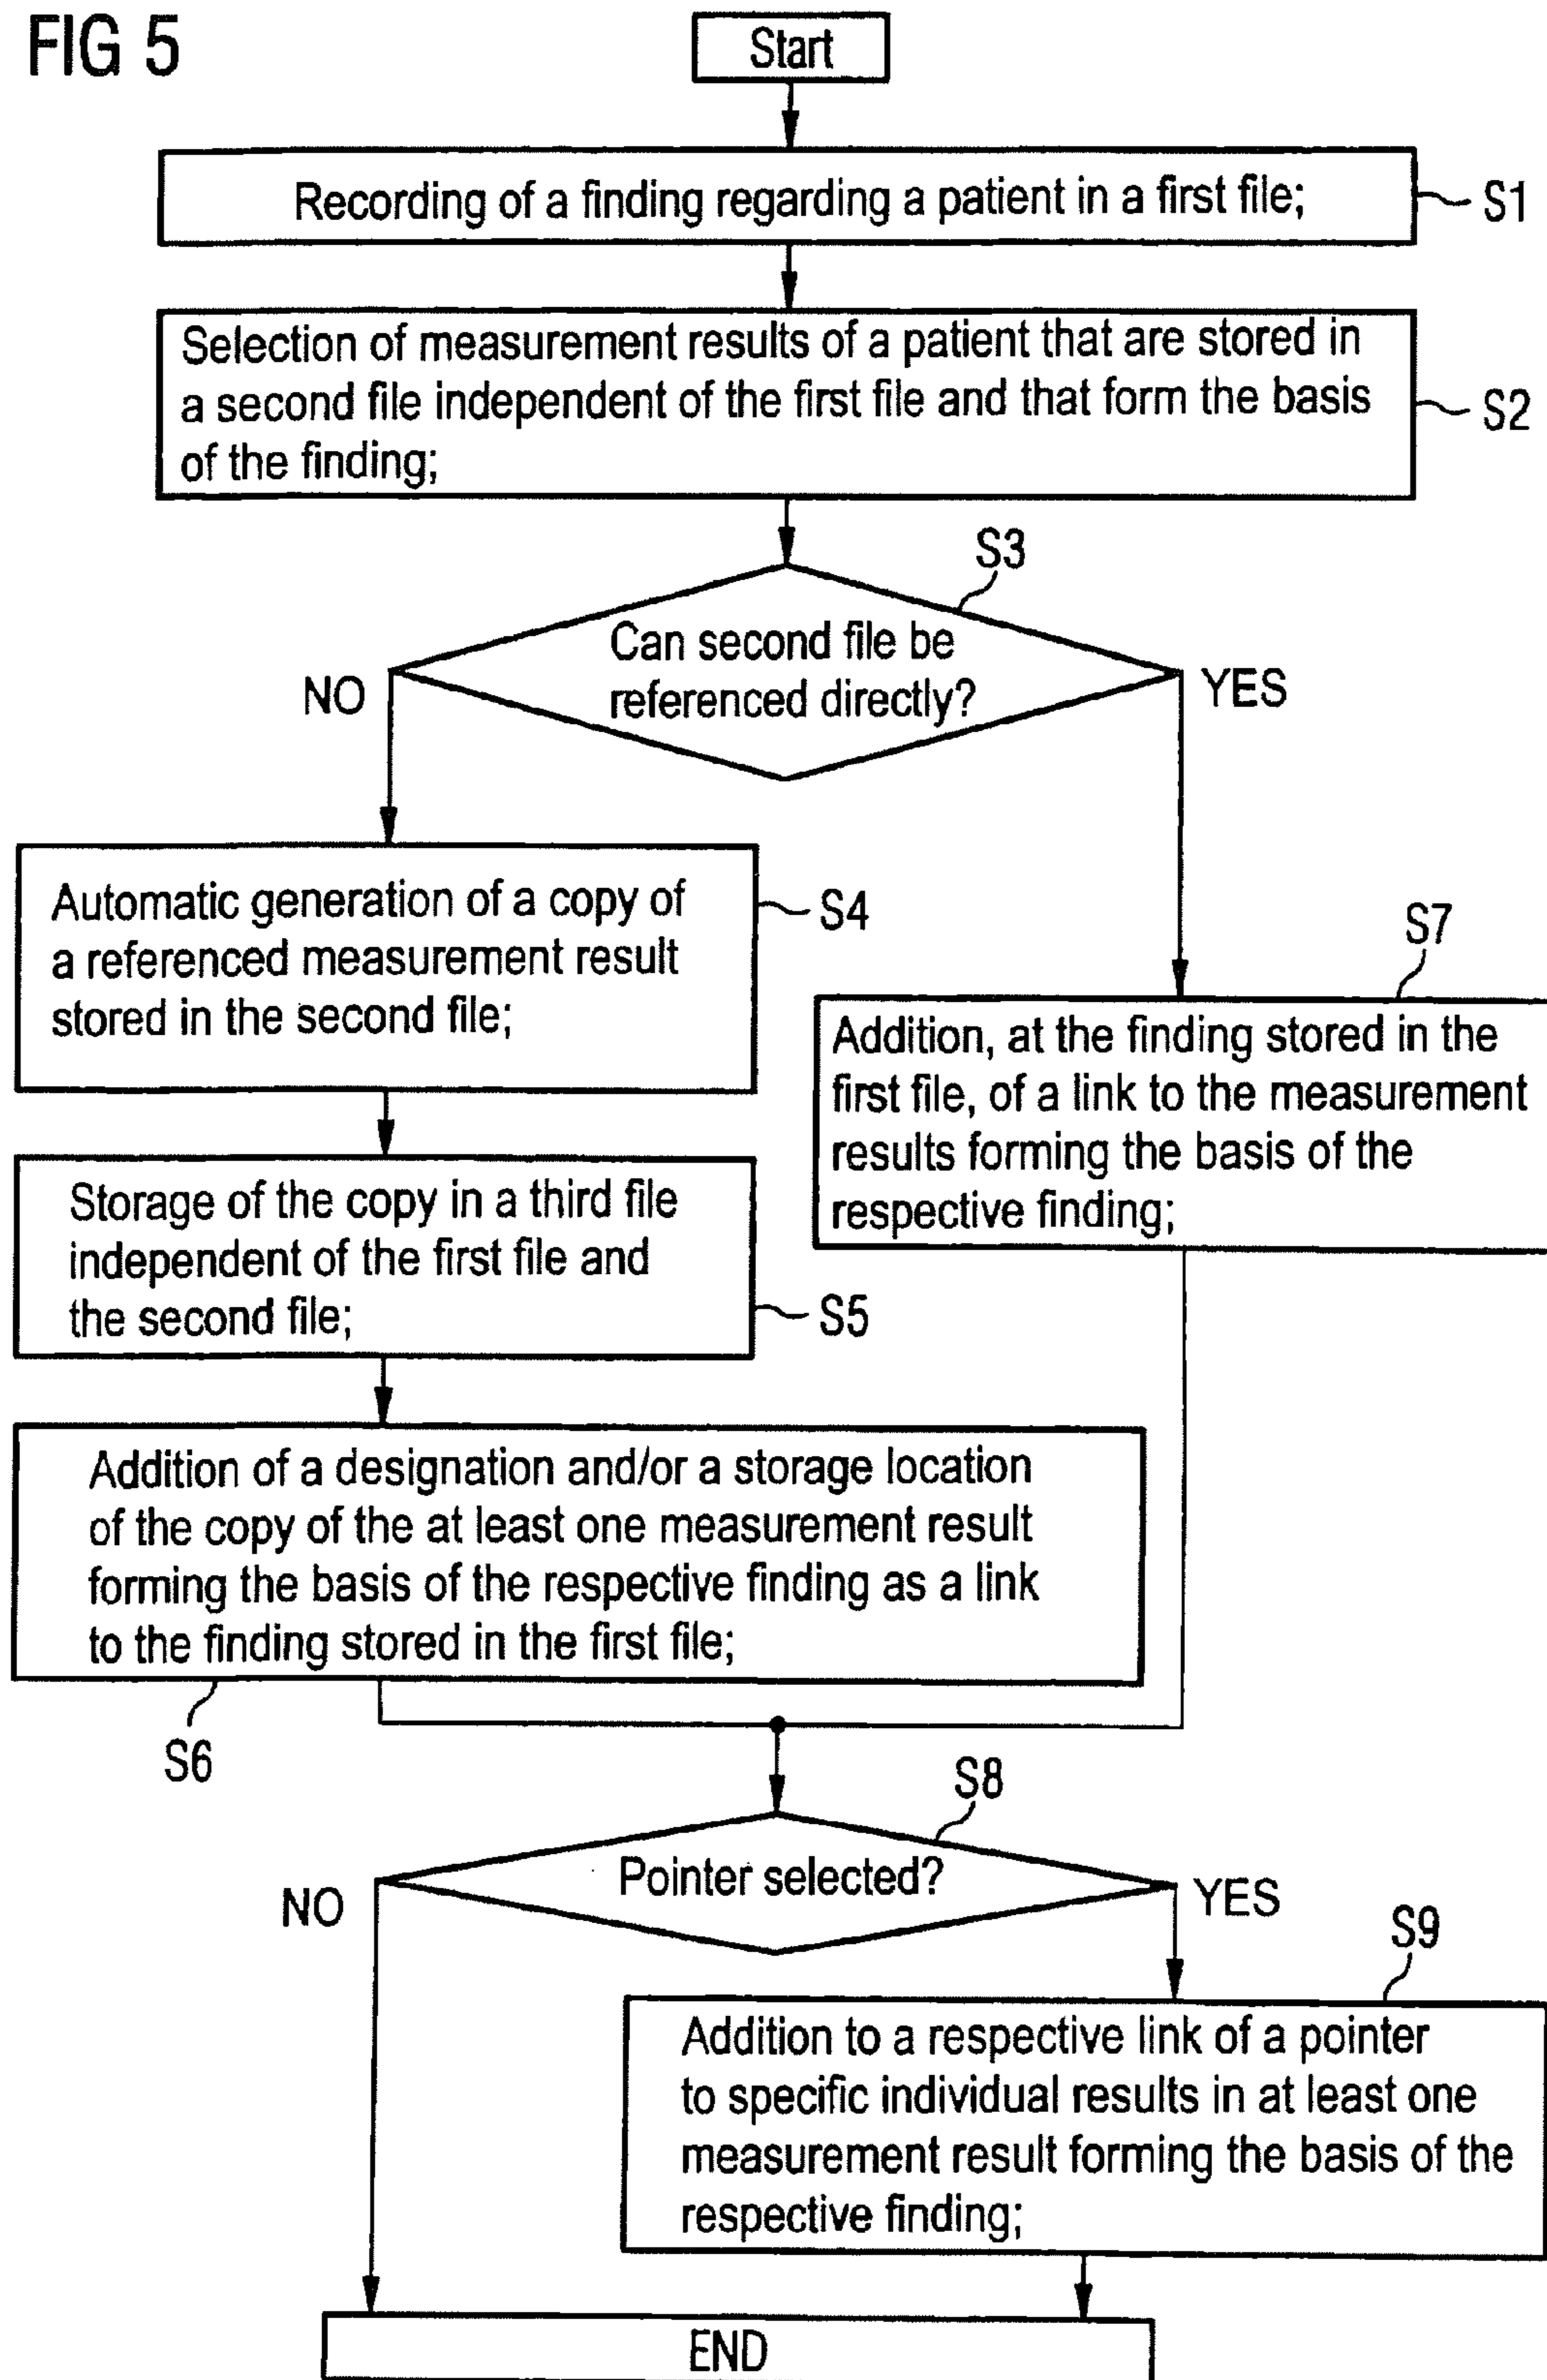 FIG 5
Start
Recording of a finding regarding a patient in a first file;
S1
Selection of measurement results of a patient that are stored in
a second file independent of the first file and that form the basis
of the finding;
S2
S3
Can second file be
referenced directly?
NO
YES
Automatic generation of a copy of
a referenced measurement result
stored in the second file;
S4
S7
Addition, at the finding stored in the
first file, of a link to the measurement
results forming the basis of the
respective finding;
Storage of the copy in a third file
independent of the first file and
the second file;
S5
Addition of a designation and/or a storage location
of the copy of the at least one measurement result
forming the basis of the respective finding as a link
to the finding stored in the first file;
S6
S8
Pointer selected?
NO
YES
S9
Addition to a respective link of a pointer
to specific individual results in at least one
measurement result forming the basis of the
respective finding;
END